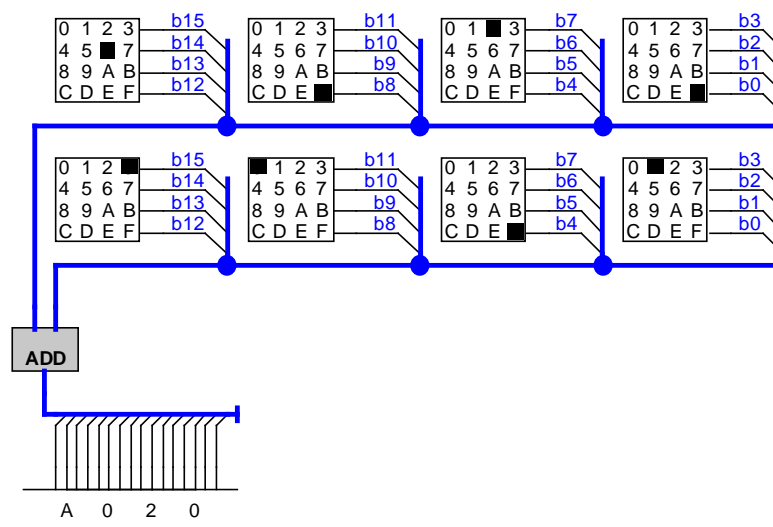 0 1 2 3 b15 0 1 2 3 b11 0 1 3 b7 0 1 2 3 b3
4 5 7 b14 4 5 6 7 b10 4 5 6 7 b6 4 5 6 7 b2
8 9 A B b13 8 9 A B b9 8 9 A B b5 8 9 A B b1
C D E F b12 C D E b8 C D E F b4 C D E b0
0 1 2 b15 1 2 3 b11 0 1 2 3 b7 0 2 3 b3
4 5 6 7 b14 4 5 6 7 b10 4 5 6 7 b6 4 5 6 7 b2
8 9 A B b13 8 9 A B b9 8 9 A B b5 8 9 A B b1
C D E F b12 C D E F b8 C D E b4 C D E F b0
ADD
A 0 2 0